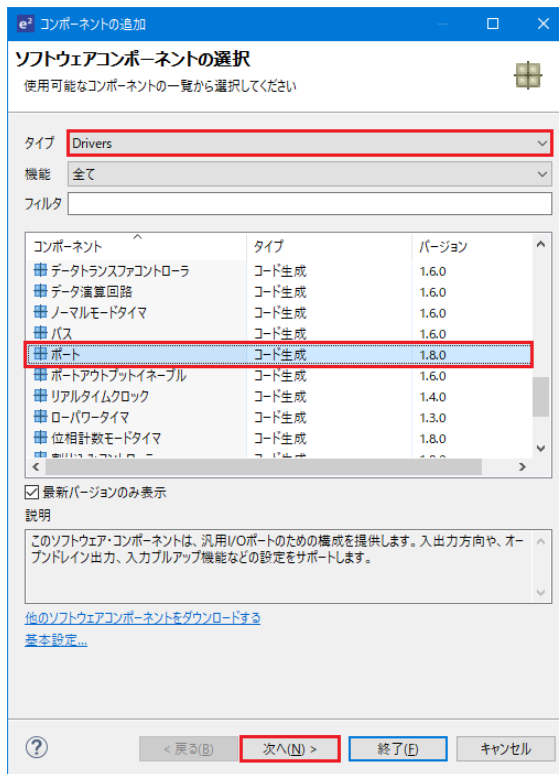 e² コンポーネントの追加
ソフトウェアコンポーネントの選択
使用可能なコンポーネントの一覧から選択してください
タイプ Drivers
機能 全て
フィルタ
コンポーネント タイプ バージョン
データトランスファコントローラ コード生成 1.6.0
データ演算回路 コード生成 1.6.0
ノーマルモードタイマ コード生成 1.6.0
バス コード生成 1.6.0
ポート コード生成 1.8.0
ポートアウトプットイネーブル コード生成 1.6.0
リアルタイムクロック コード生成 1.4.0
ローパワータイマ コード生成 1.3.0
位相計数モードタイマ コード生成 1.8.0
最新バージョンのみ表示
説明
このソフトウェア・コンポーネントは、汎用I/Oポートのための構成を提供します。入出力方向や、オー
プンドレイン出力、入力プルアップ機能などの設定をサポートします。
他のソフトウェアコンポーネントをダウンロードする
基本設定...
? < 戻る(B) 次へ(N) > 終了(F) キャンセル